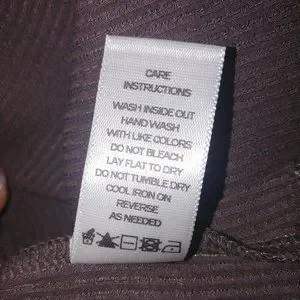 CARE
INSTRUCTIONS
WASH INSIDE OUT
HAND WASH
WITH LIKE COLORS
DO NOT BLEACH
LAY FLAT TO DRY
DO NOT TUMBLE DRY
COOL IRON ON
REVERSE
AS NEEDED